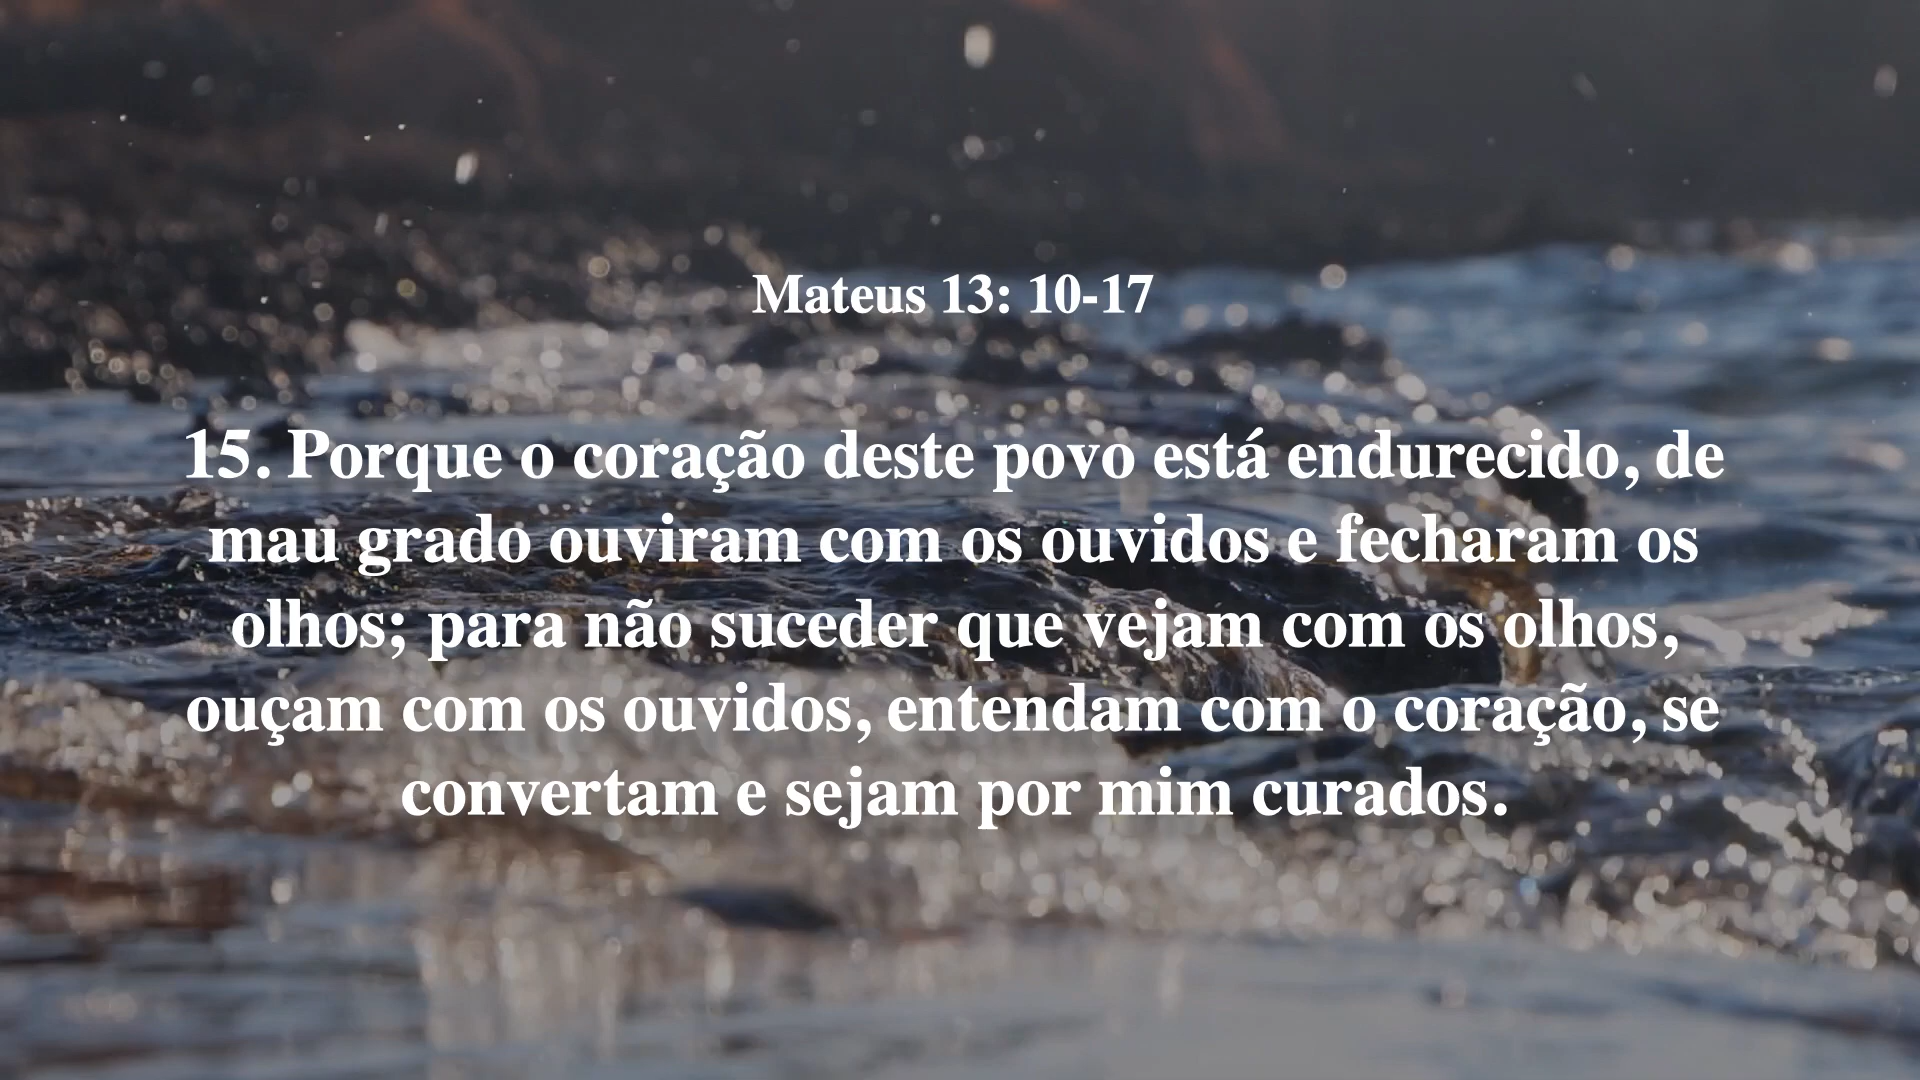 Mateus 13: 10-17
15. Porque o coração deste povo está endurecido, de
mau grado ouviram com os ouvidos e fecharam os
olhos; para não suceder que vejam com os olhos,
ouçam com os ouvidos, entendam com o coração, se
convertam e sejam por mim curados.